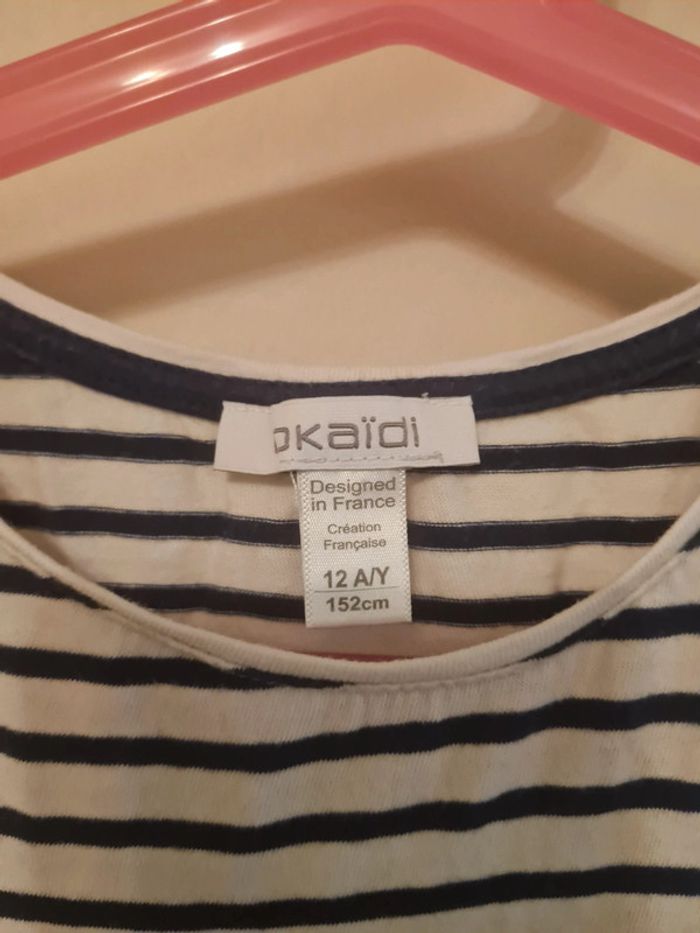 okaïdi
Designed
in France
Création
Française
12 A/Y
152cm